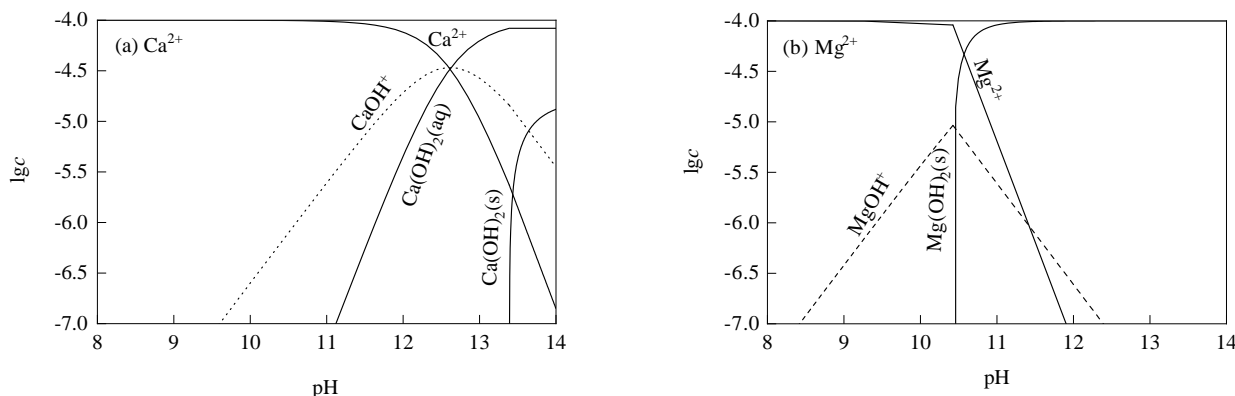 (a) Ca²⁺
Ca²⁺
CaOH⁺
Ca(OH)₂(aq)
Ca(OH)₂(s)
-4.0
-4.5
-5.0
-5.5
-6.0
-6.5
-7.0
lgc
8 9 10 11 12 13 14
pH
(b) Mg²⁺
Mg²⁺
MgOH⁺
Mg(OH)₂(s)
-4.0
-4.5
-5.0
-5.5
-6.0
-6.5
-7.0
lgc
8 9 10 11 12 13 14
pH